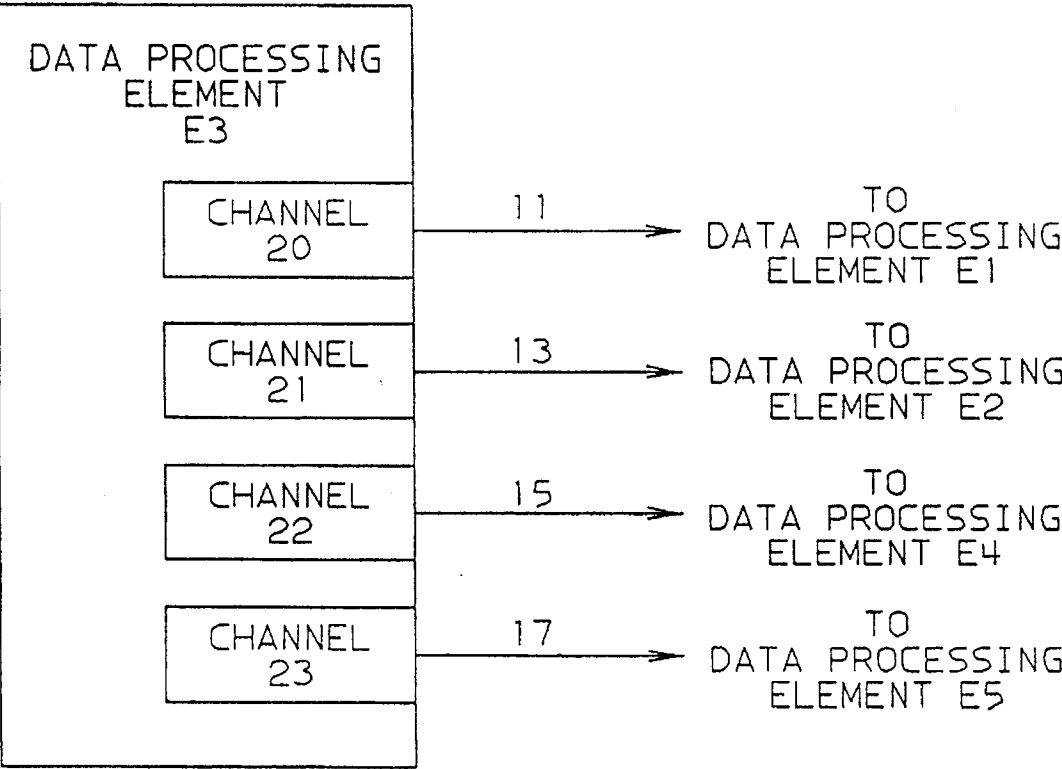 DATA PROCESSING
ELEMENT
E3
CHANNEL
20
11
TO
DATA PROCESSING
ELEMENT E1
CHANNEL
21
13
TO
DATA PROCESSING
ELEMENT E2
CHANNEL
22
15
TO
DATA PROCESSING
ELEMENT E4
CHANNEL
23
17
TO
DATA PROCESSING
ELEMENT E5